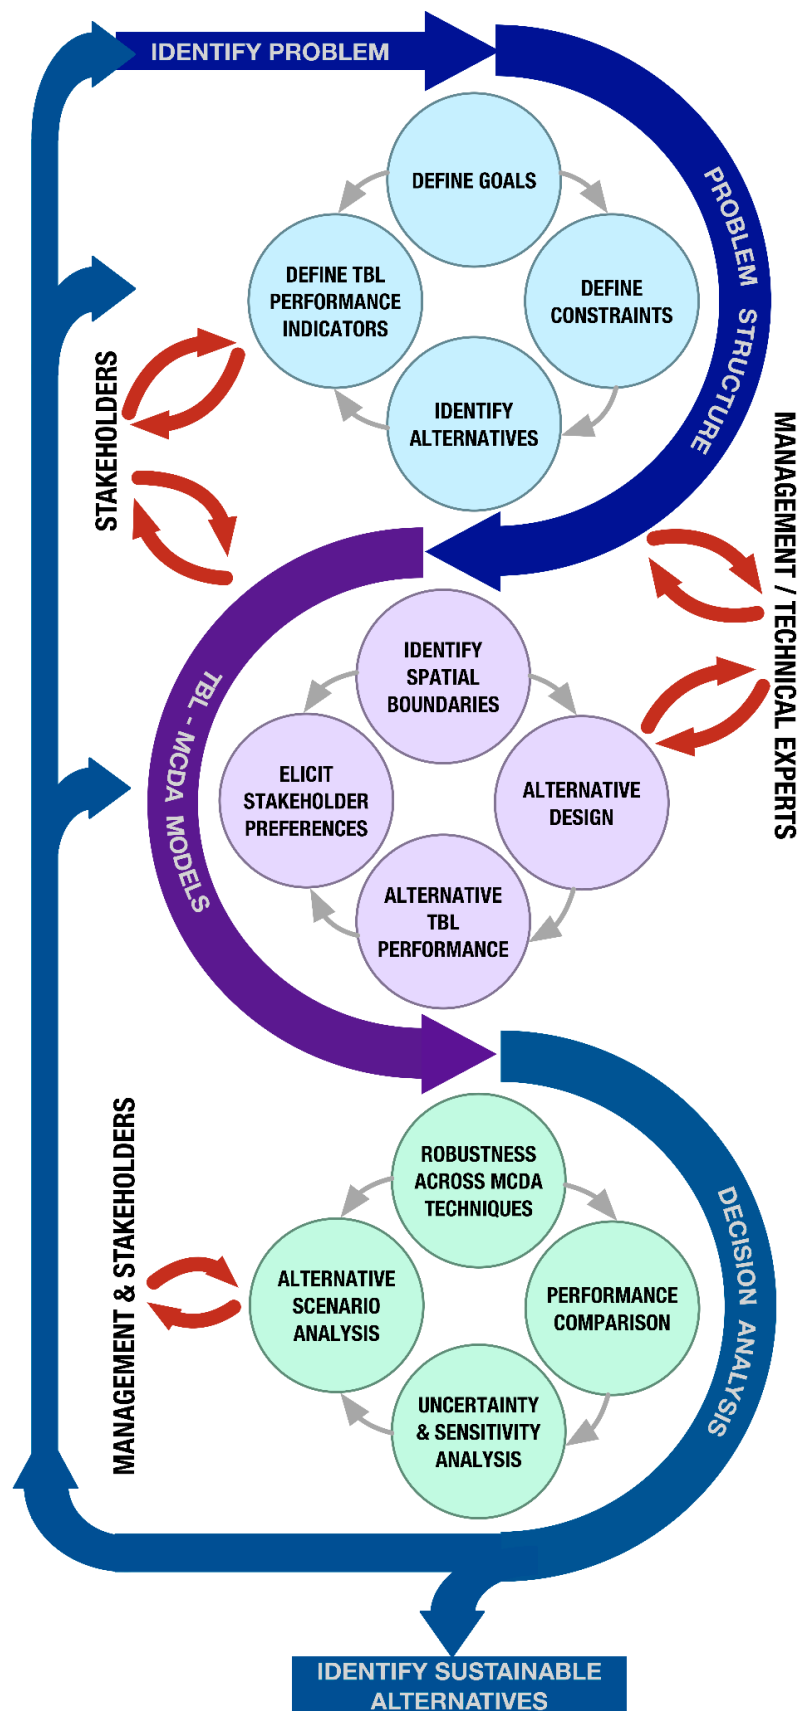 IDENTIFY PROBLEM
PROBLEM STRUCTURE
DEFINE GOALS
DEFINE TBL
PERFORMANCE
INDICATORS
DEFINE
CONSTRAINTS
IDENTIFY
ALTERNATIVES
STAKEHOLDERS
MANAGEMENT / TECHNICAL EXPERTS
TBL - MCDA MODELS
IDENTIFY
SPATIAL
BOUNDARIES
ELICIT
STAKEHOLDER
PREFERENCES
ALTERNATIVE
DESIGN
ALTERNATIVE
TBL
PERFORMANCE
MANAGEMENT & STAKEHOLDERS
DECISION ANALYSIS
ROBUSTNESS
ACROSS MCDA
TECHNIQUES
ALTERNATIVE
SCENARIO
ANALYSIS
PERFORMANCE
COMPARISON
UNCERTAINTY
& SENSITIVITY
ANALYSIS
IDENTIFY SUSTAINABLE
ALTERNATIVES